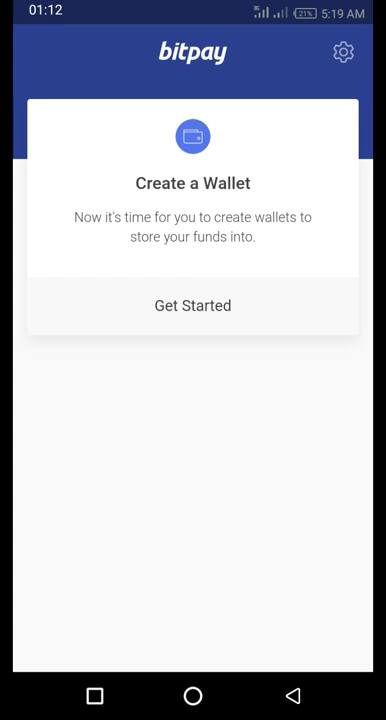 01:12
21% 5:19 AM
bitpay
Create a Wallet
Now it's time for you to create wallets to
store your funds into.
Get Started